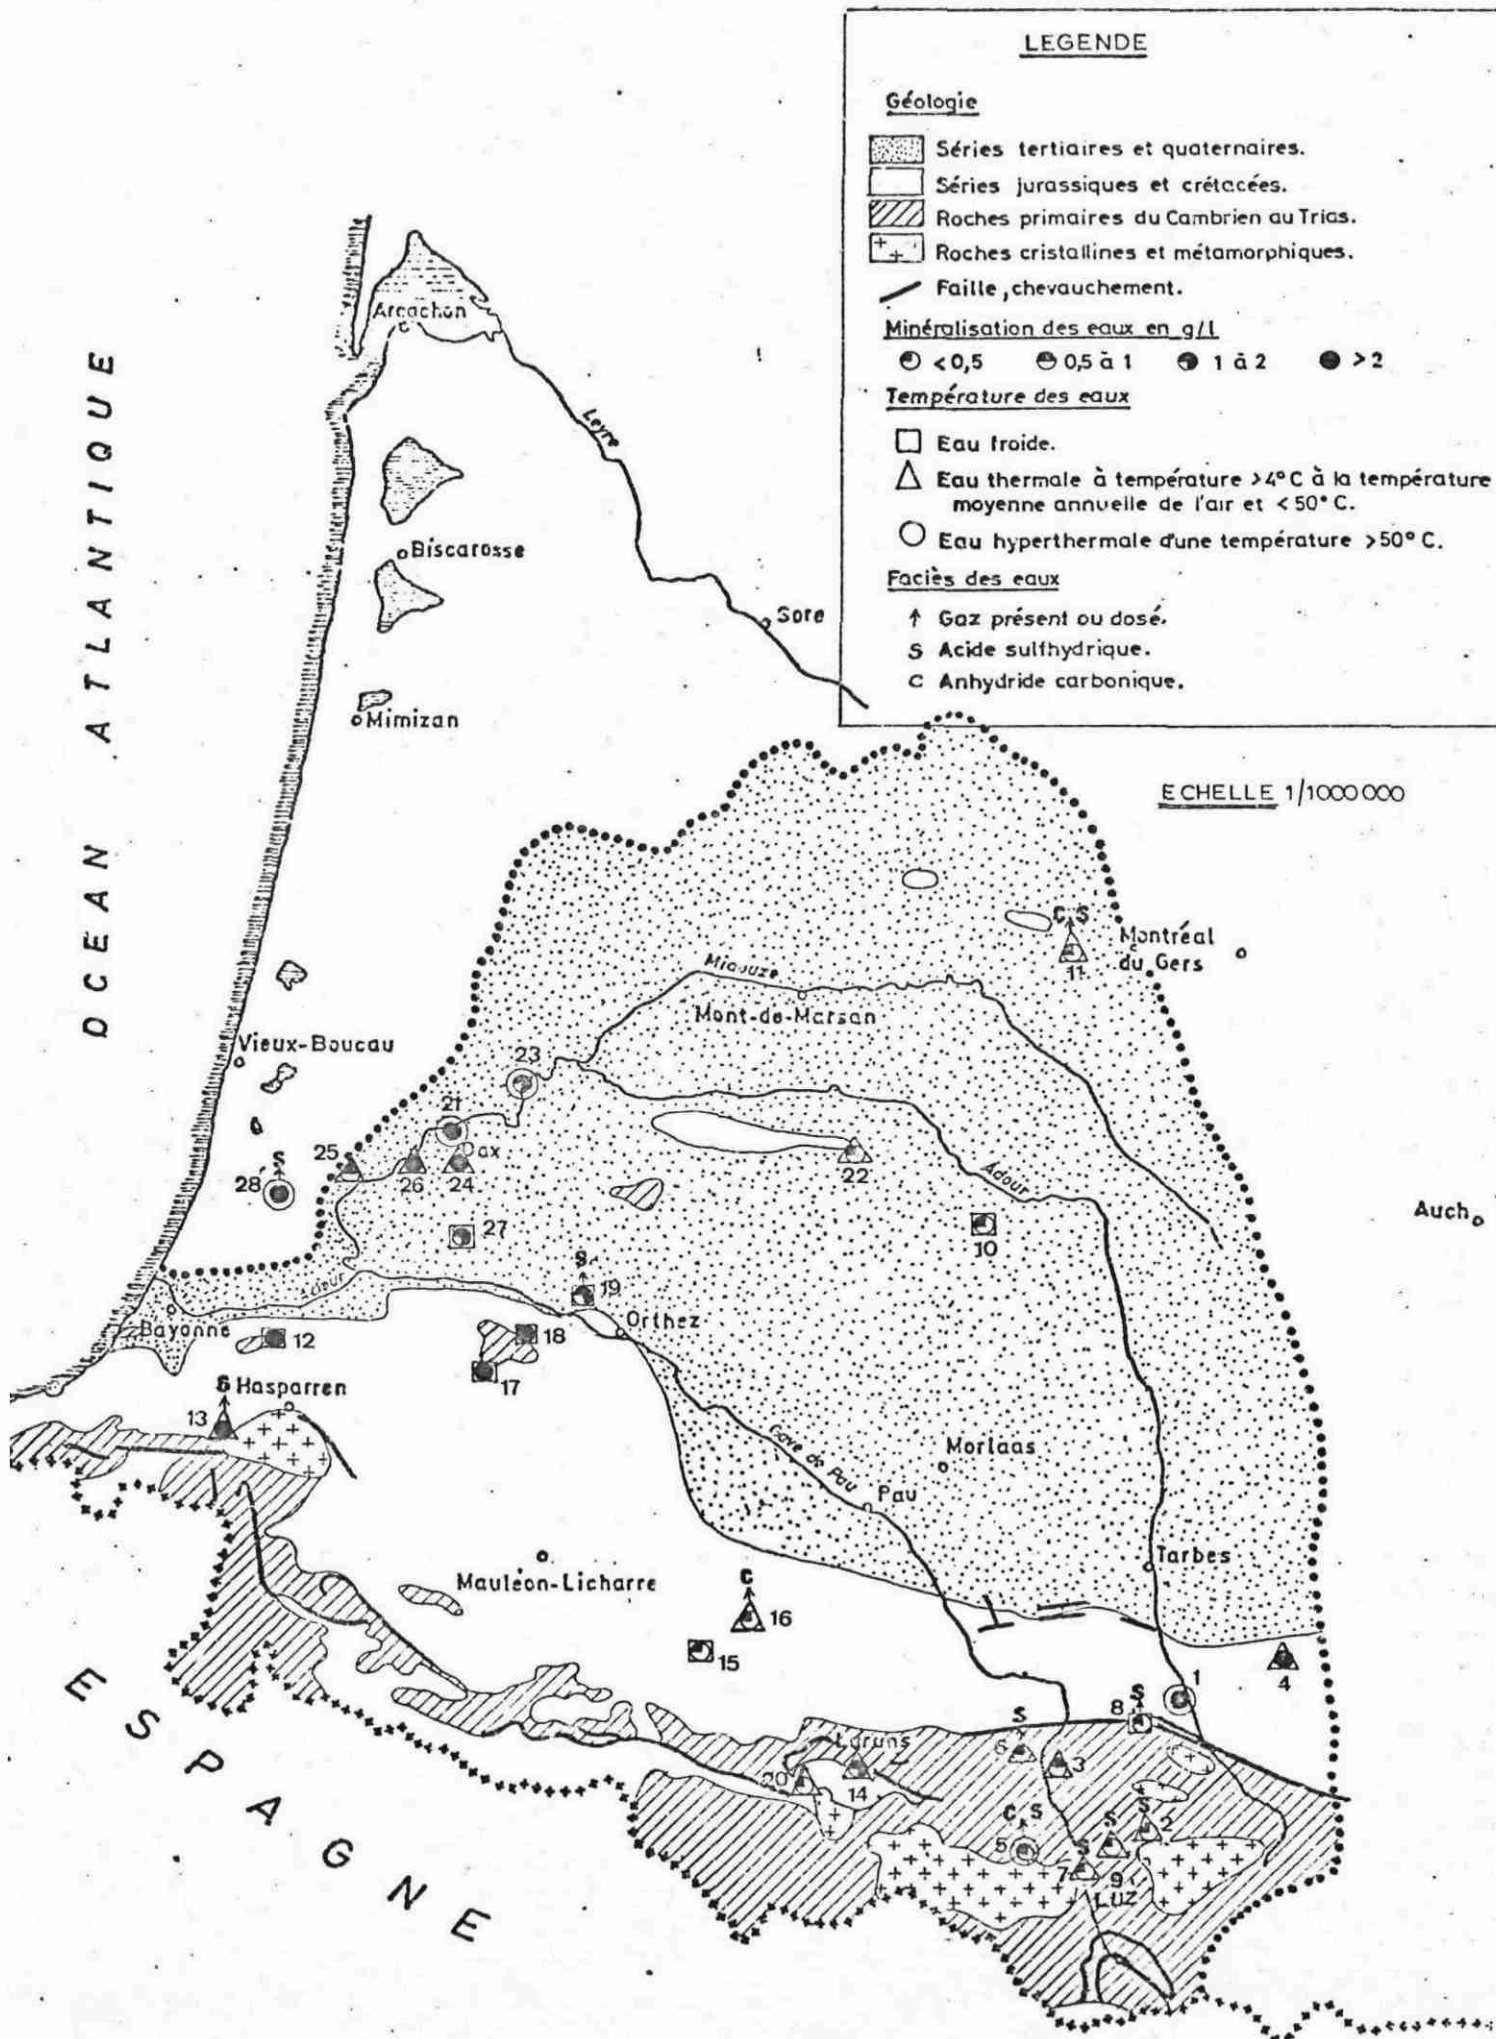 LEGENDE
Géologie
Séries tertiaires et quaternaires.
Séries jurassiques et crétacées.
Roches primaires du Cambrien au Trias.
Roches cristallines et métamorphiques.
Faille, chevauchement.
Minéralisation des eaux en g/l
<0,5 0,5 à 1 1 à 2 >2
Température des eaux
Eau froide.
Eau thermale à température >4°C à la température
moyenne annuelle de l'air et < 50°C.
Eau hyperthermale d'une température >50°C.
Faciès des eaux
↑ Gaz présent ou dosé.
S Acide sulfhydrique.
C Anhydride carbonique.
ECHELLE 1/1000000
OCEAN ATLANTIQUE
Arcachon
Leyre
Biscarosse
Sore
Mimizan
C S
11
Montréal
du Gers
Midouze
Mont-de-Marsan
Vieux-Boucau
23
21
Dax
25
26
24
22
S
28
Adour
Auch
27
10
S
19
Adour
Bayonne
12
18
Orthez
17
S
Hasparren
13
Gave de Pau
Morlaas
Pau
Tarbes
Mauléon-Licharre
C
16
15
4
1
S
8
S
6
3
Laruns
20
14
C S
5
S
2
S
9
S
7
LUZ
ESPAGNE